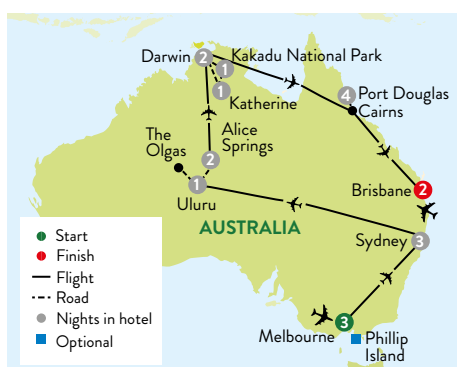 Darwin
2
Kakadu National Park
1
1
Katherine
4
Port Douglas
Cairns
The
Olgas
Alice
Springs
2
1
Uluru
Brisbane
2
AUSTRALIA
Sydney
3
Start
Finish
Flight
Road
Nights in hotel
Optional
Melbourne
3
Phillip
Island